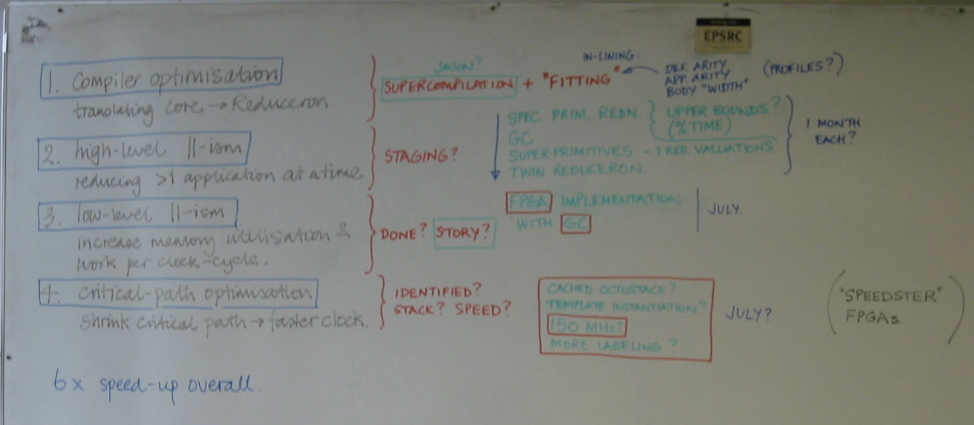 EPSRC
1. Compiler optimisation
translating core → Reduceron
JASON?
SUPERCOMPILATION + "FITTING"
IN-LINING:
DEF. ARITY
APP. ARITY
BODY "WIDTH"
(PROFILES?)
2. high-level ||-ism
reducing >1 application at a time
STAGING?
SPEC. PRIM. REDN.
GC
SUPER-PRIMITIVES - 1 RED. VALUATIONS?
TWIN REDUCERON.
UPPER BOUNDS?
(% TIME)
1 MONTH
EACH?
3. low-level ||-ism
increase memory utilisation &
work per clock-cycle.
DONE? STORY?
FPGA IMPLEMENTATION
WITH GC
JULY.
4. critical-path optimisation
shrink critical path → faster clock.
IDENTIFIED?
STACK? SPEED?
CACHED OCTOSTACK?
TEMPLATE INSTANTIATION?
150 MHz?
MORE LABELING?
JULY?
("SPEEDSTER"
FPGAs)
6x speed-up overall.